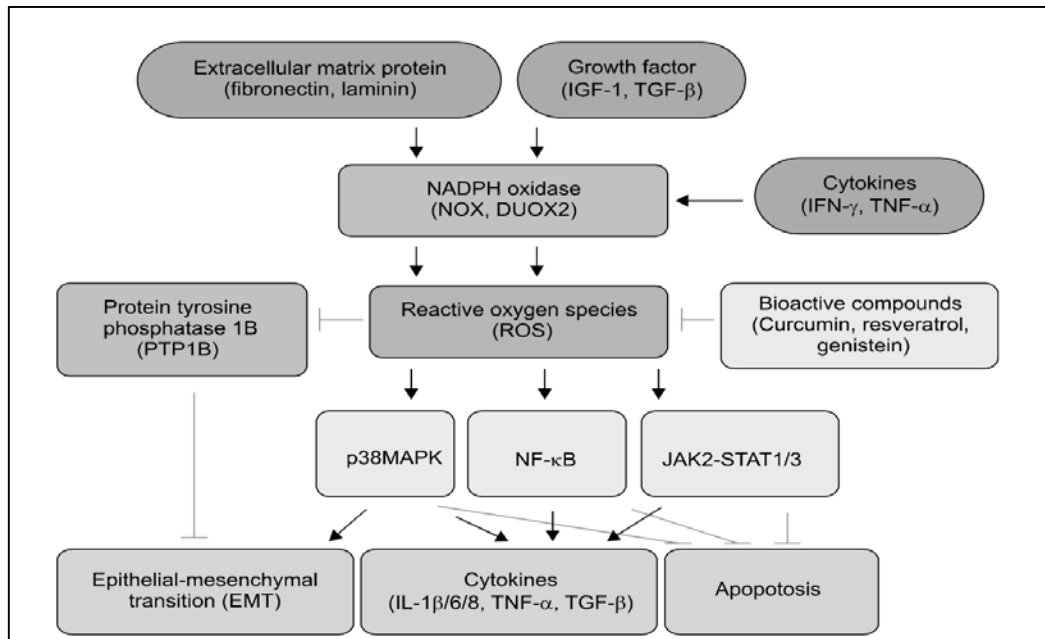 Extracellular matrix protein
(fibronectin, laminin)
Growth factor
(IGF-1, TGF-β)
NADPH oxidase
(NOX, DUOX2)
Cytokines
(IFN-γ, TNF-α)
Protein tyrosine
phosphatase 1B
(PTP1B)
Reactive oxygen species
(ROS)
Bioactive compounds
(Curcumin, resveratrol,
genistein)
p38MAPK
NF-κB
JAK2-STAT1/3
Epithelial-mesenchymal
transition (EMT)
Cytokines
(IL-1β/6/8, TNF-α, TGF-β)
Apopotosis